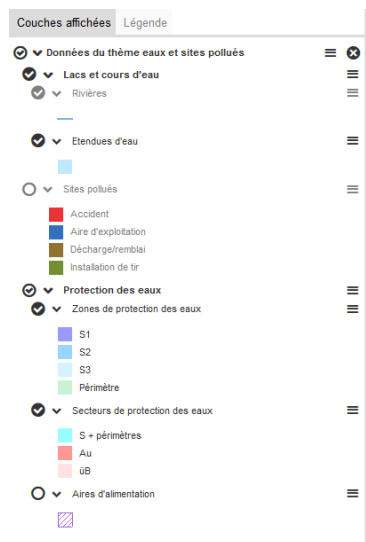 Couches affichées Légende
Données du thème eaux et sites pollués
Lacs et cours d'eau
Rivières
Etendues d'eau
Sites pollués
Accident
Aire d'exploitation
Décharge/remblai
Installation de tir
Protection des eaux
Zones de protection des eaux
S1
S2
S3
Périmètre
Secteurs de protection des eaux
S + périmètres
Au
üB
Aires d'alimentation